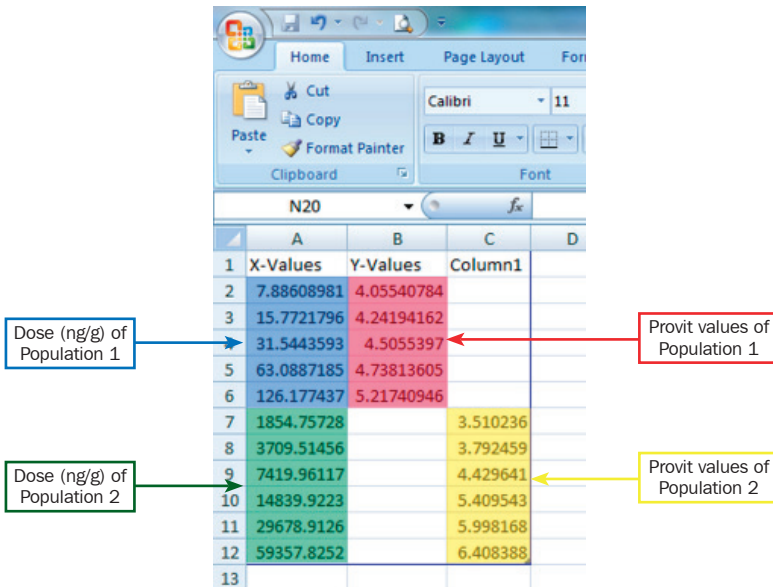 Home Insert Page Layout
Cut
Copy
Format Painter
Paste
Calibri 11
B I U
Clipboard
Font
N20 fx
A B C D
1 X-Values Y-Values Column1
2 7.88608981 4.05540784
3 15.7721796 4.24194162
31.5443593 4.5055397
5 63.0887185 4.73813605
6 126.177437 5.21740946
7 1854.75728 3.510236
8 3709.51456 3.792459
9 7419.96117 4.429641
10 14839.9223 5.409543
11 29678.9126 5.998168
12 59357.8252 6.408388
13
Dose (ng/g) of
Population 1
Provit values of
Population 1
Dose (ng/g) of
Population 2
Provit values of
Population 2